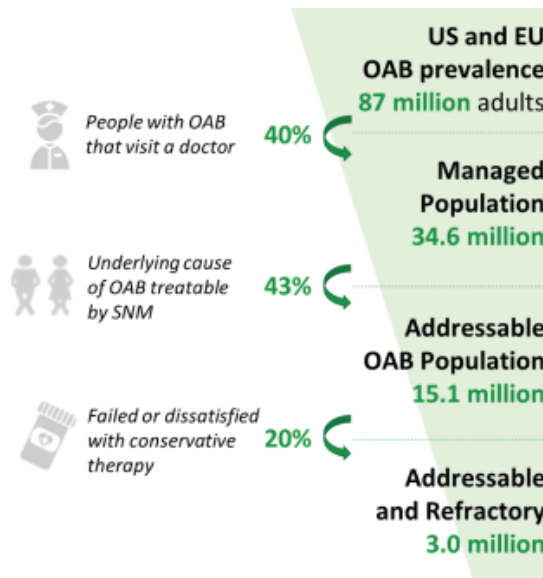 US and EU
OAB prevalence
87 million adults
People with OAB
that visit a doctor
40%
Managed
Population
34.6 million
Underlying cause
of OAB treatable
by SNM
43%
Addressable
OAB Population
15.1 million
Failed or dissatisfied
with conservative
therapy
20%
Addressable
and Refractory
3.0 million